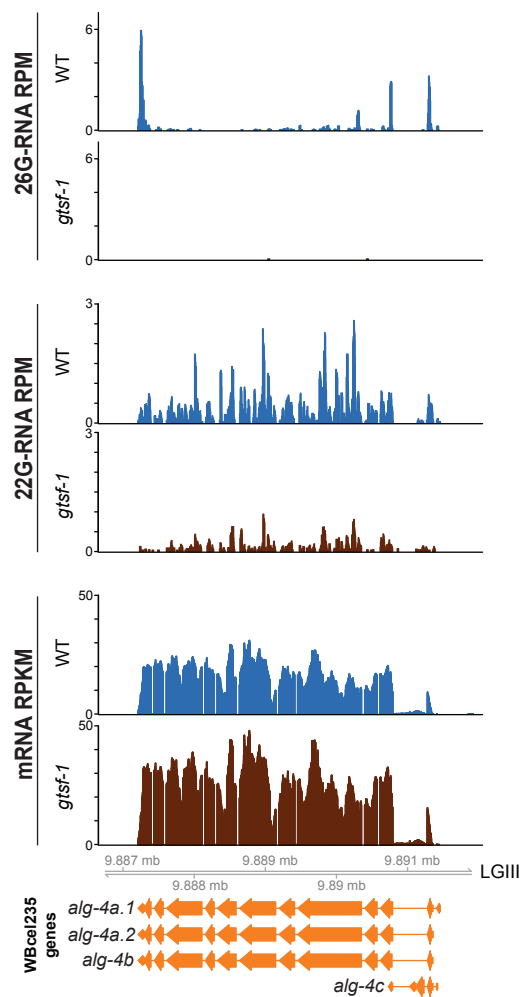 26G-RNA RPM
WT
6
0
gtsf-1
6
0
22G-RNA RPM
WT
3
0
gtsf-1
3
0
mRNA RPKM
WT
50
0
gtsf-1
50
0
9.887 mb 9.889 mb 9.891 mb
LGIII
9.888 mb 9.89 mb
WBcel235 genes
alg-4a.1
alg-4a.2
alg-4b
alg-4c